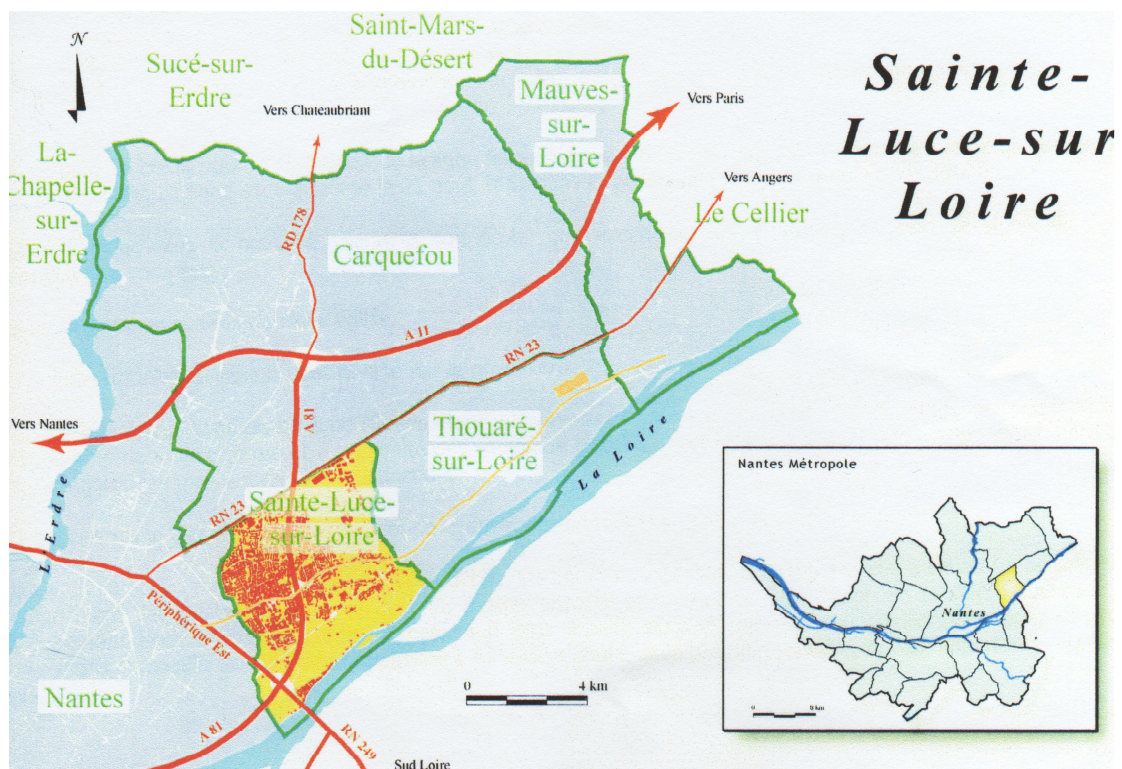 N
Saint-Mars-
du-Désert
Sucé-sur-
Erdre
Vers Chateaubriant
Mauves-
sur-
Loire
Vers Paris
Sainte-
Luce-sur
Loire
La-
Chapelle-
sur-
Erdre
Vers Angers
Le Cellier
RD 178
Carquefou
A 11
RN 23
Vers Nantes
A 81
Thouaré-
sur-Loire
La Loire
L'Erdre
RN 23
Sainte-Luce-
sur-Loire
Périphérique Est
Nantes
A 81
RN 249
Sud Loire
0 4 km
Nantes Métropole
Nantes
0 8 km